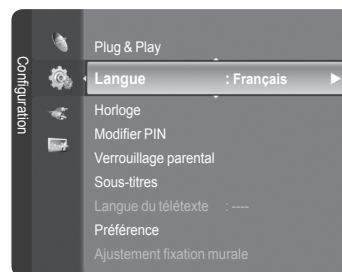 Configuration
Plug & Play
Langue : Français
Horloge
Modifier PIN
Verrouillage parental
Sous-titres
Langue du télétexte : ----
Préférence
Ajustement fixation murale